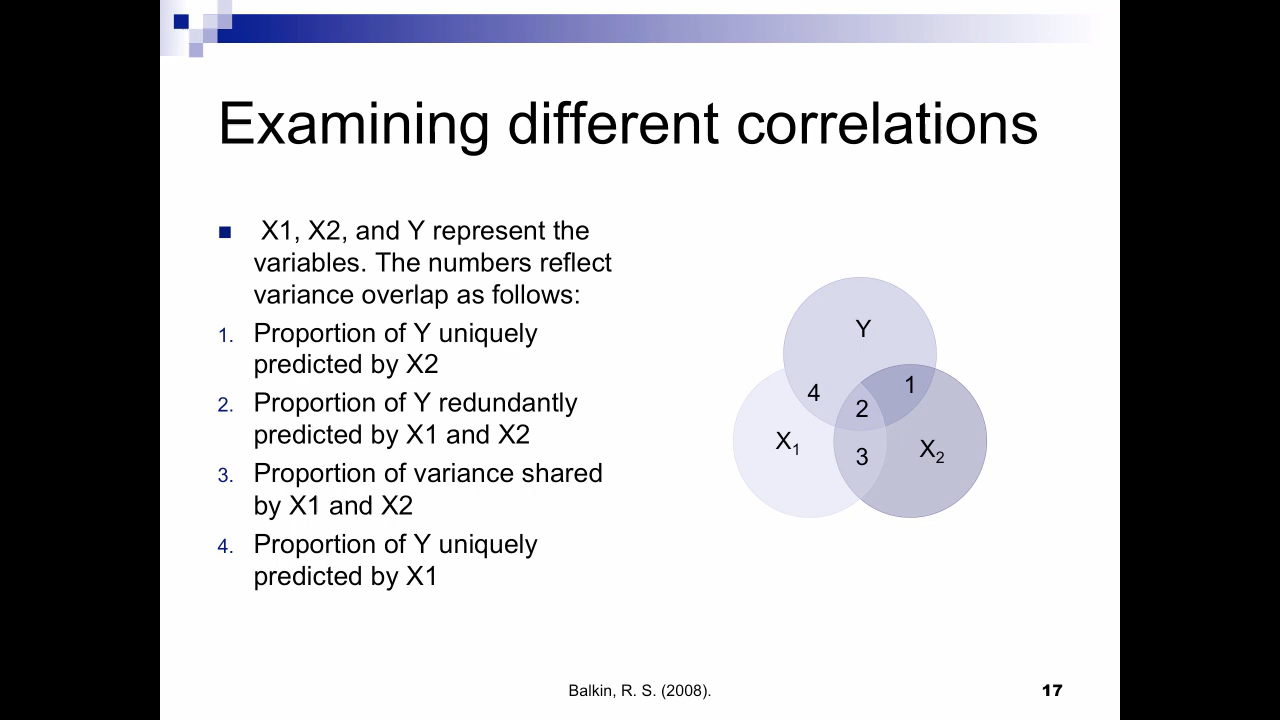 Examining different correlations
X1, X2, and Y represent the
variables. The numbers reflect
variance overlap as follows:
1. Proportion of Y uniquely
predicted by X2
2. Proportion of Y redundantly
predicted by X1 and X2
3. Proportion of variance shared
by X1 and X2
4. Proportion of Y uniquely
predicted by X1
Y
4
1
2
X1
3
X2
Balkin, R. S. (2008).
17